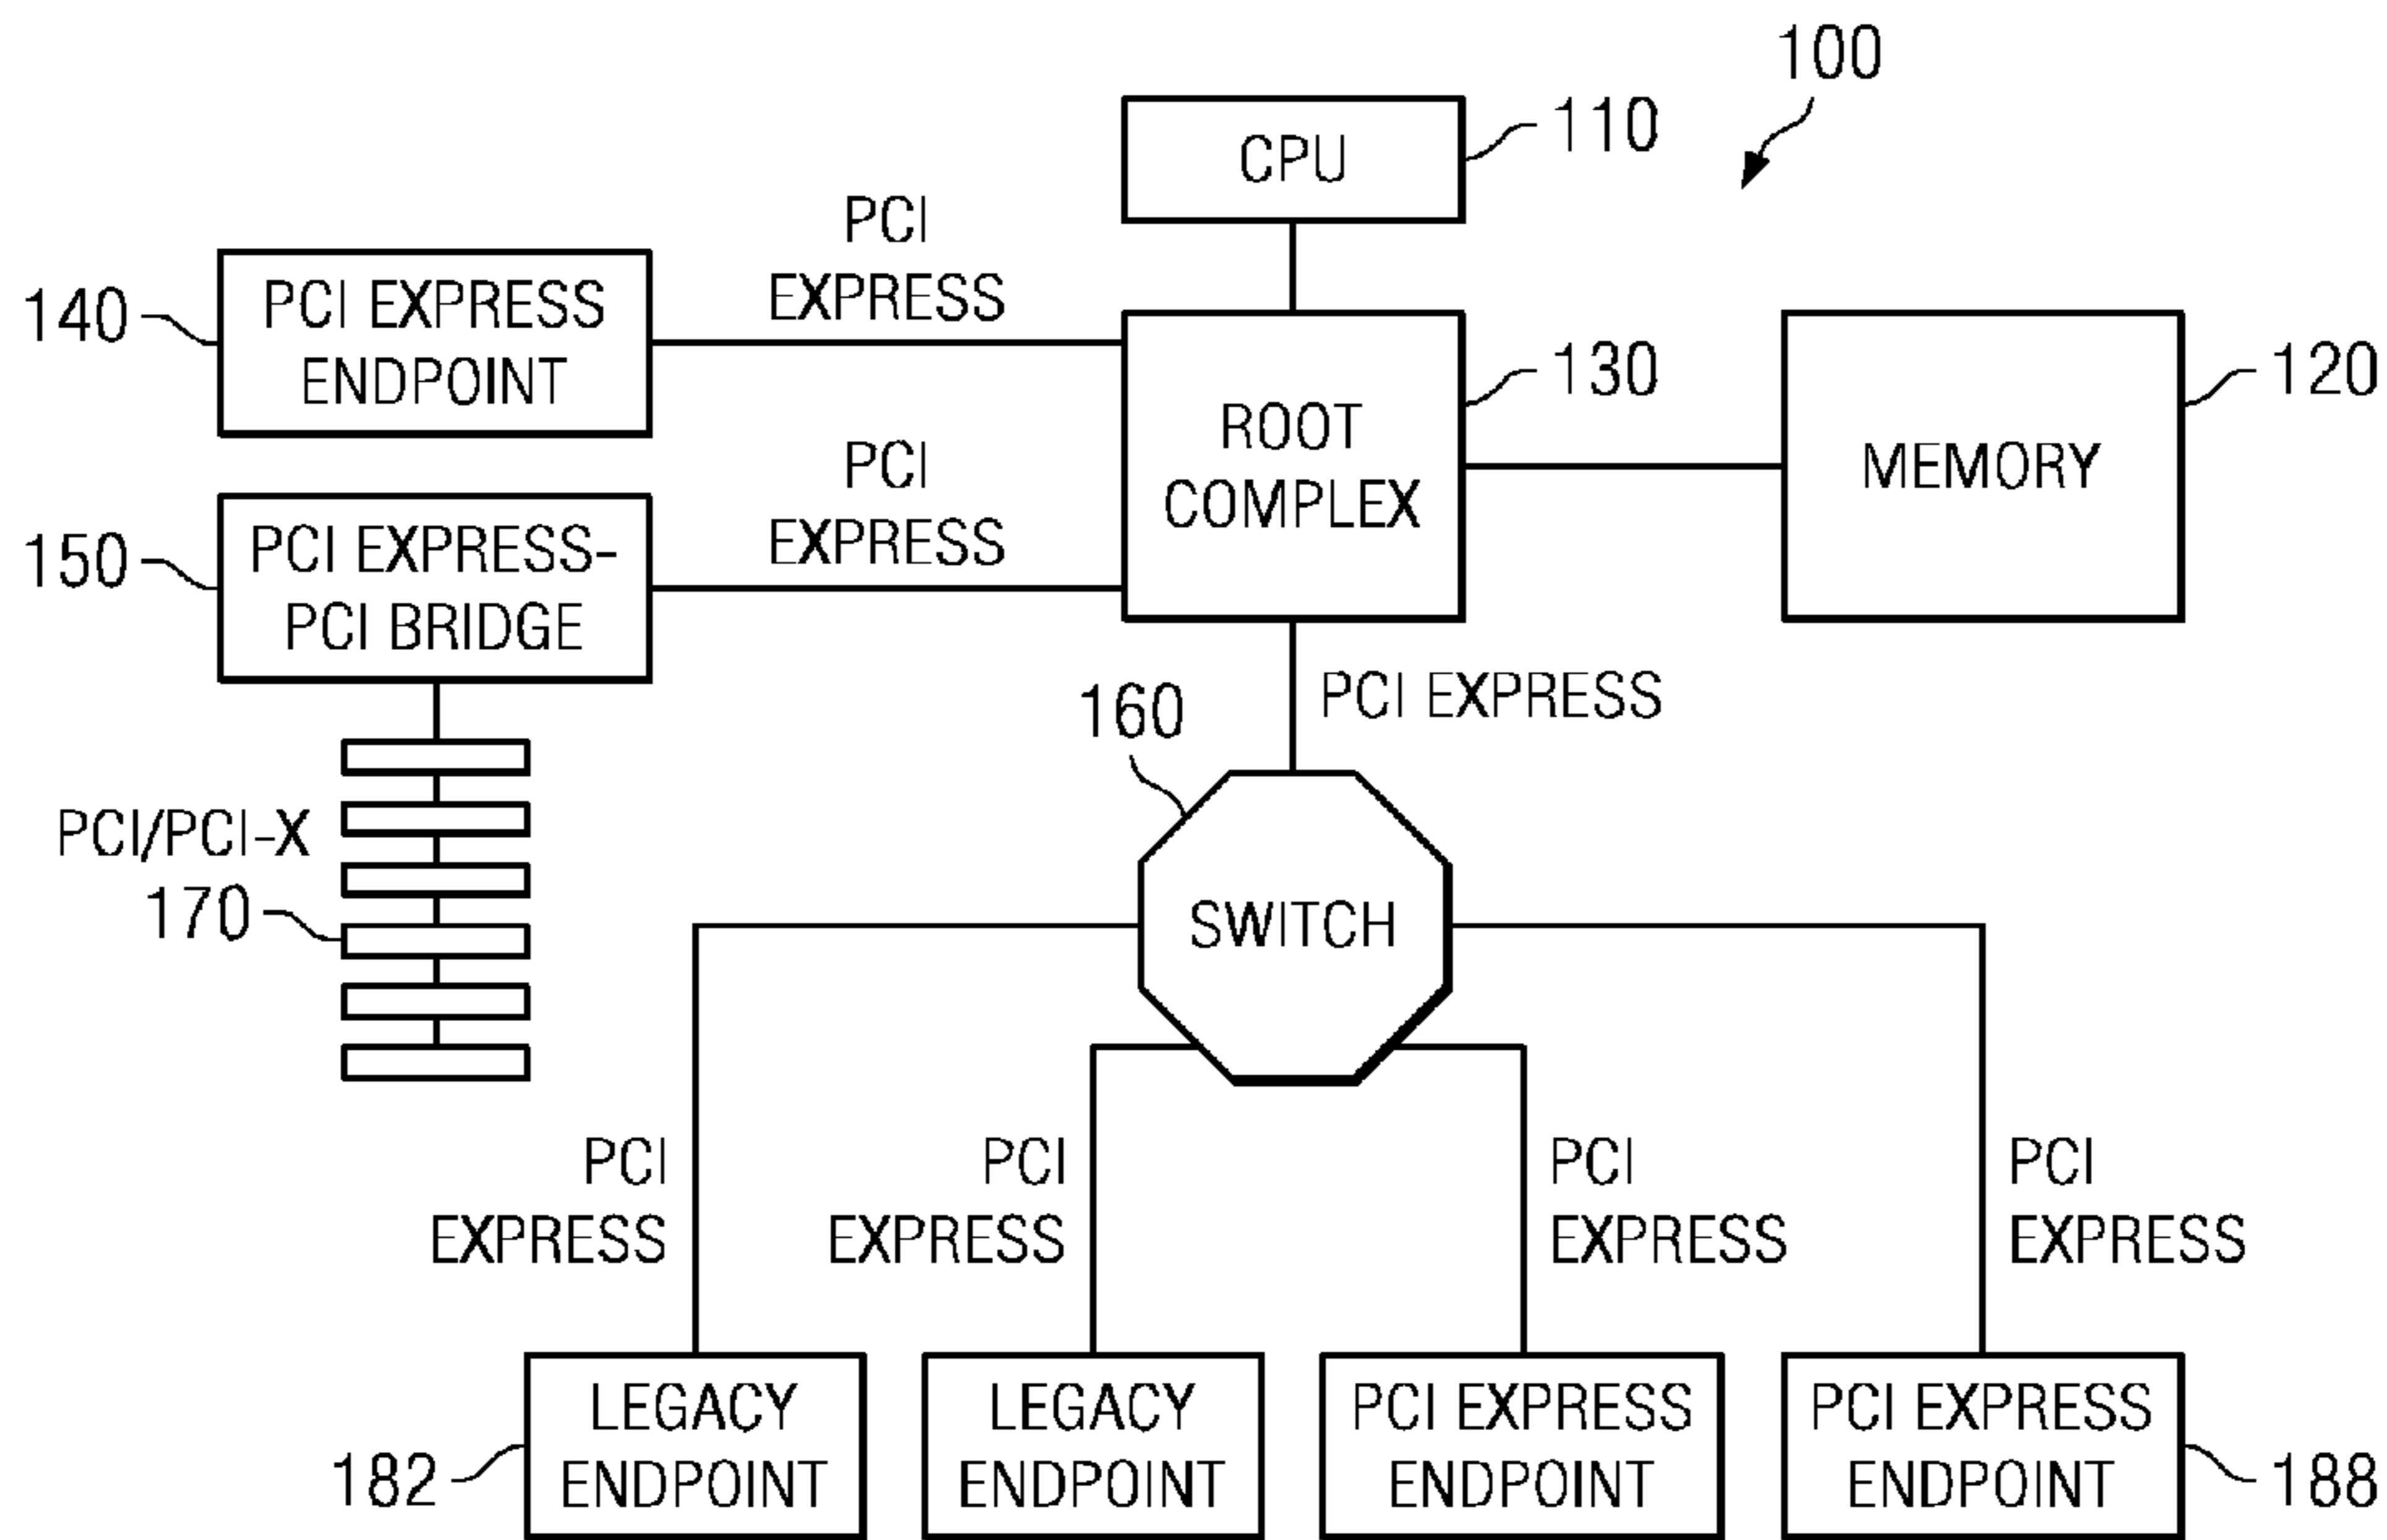 100
CPU
110
PCI
EXPRESS
140
PCI EXPRESS
ENDPOINT
ROOT
COMPLEX
130
MEMORY
120
PCI
EXPRESS
150
PCI EXPRESS-
PCI BRIDGE
PCI EXPRESS
160
PCI/PCI-X
170
SWITCH
PCI
EXPRESS
PCI
EXPRESS
PCI
EXPRESS
PCI
EXPRESS
LEGACY
ENDPOINT
182
LEGACY
ENDPOINT
PCI EXPRESS
ENDPOINT
PCI EXPRESS
ENDPOINT
188